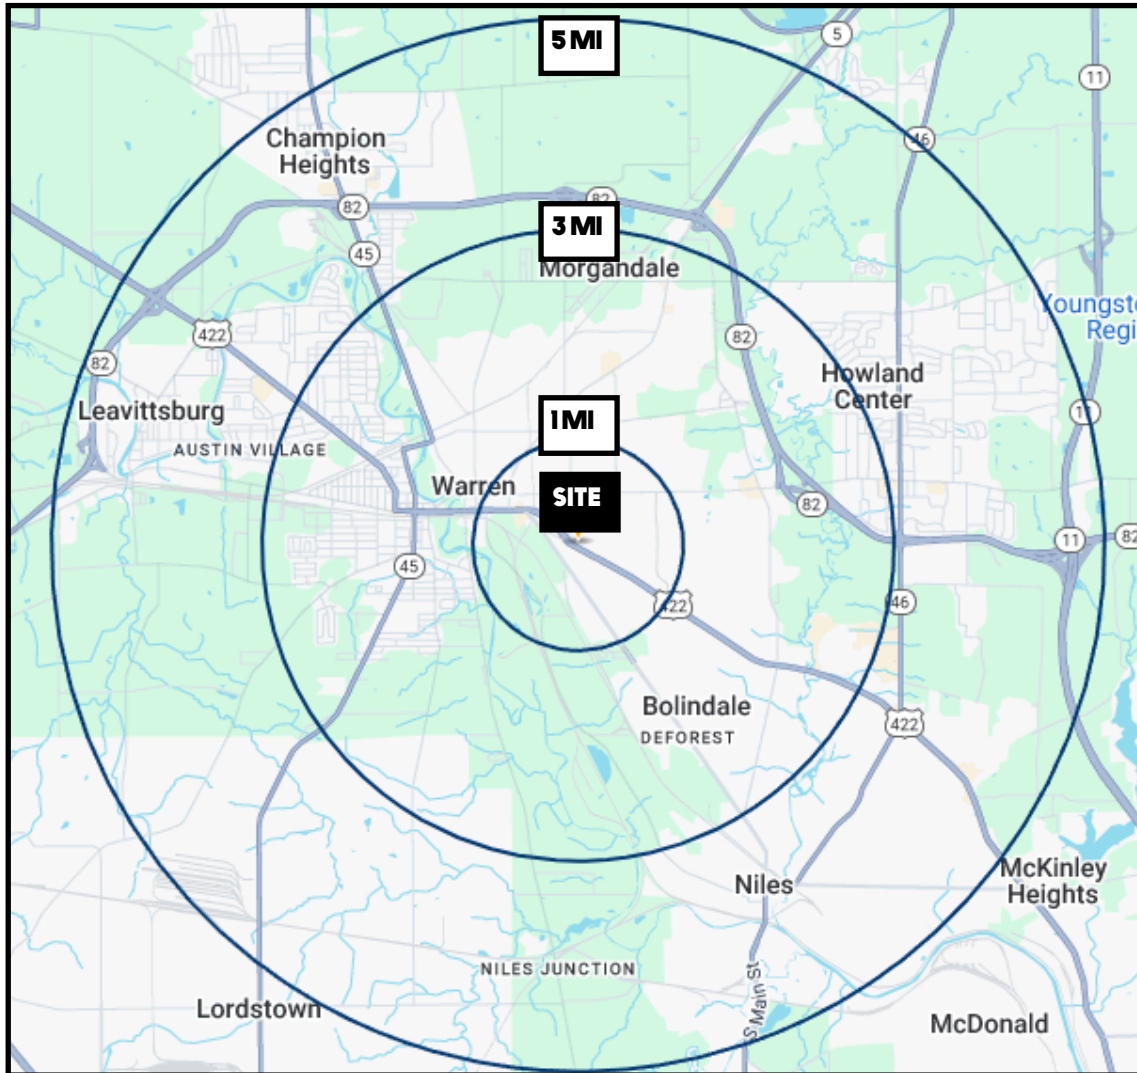 5 MI
5
11
Champion
Heights
46
82
82
3 MI
45
Morgandale
Youngsto
Regi
422
82
82
Howland
Center
Leavittsburg
1 MI
11
AUSTIN VILLAGE
Warren
SITE
82
11
82
45
422
46
Bolindale
DEFOREST
422
McKinley
Heights
Niles
NILES JUNCTION
S Main St
Lordstown
McDonald